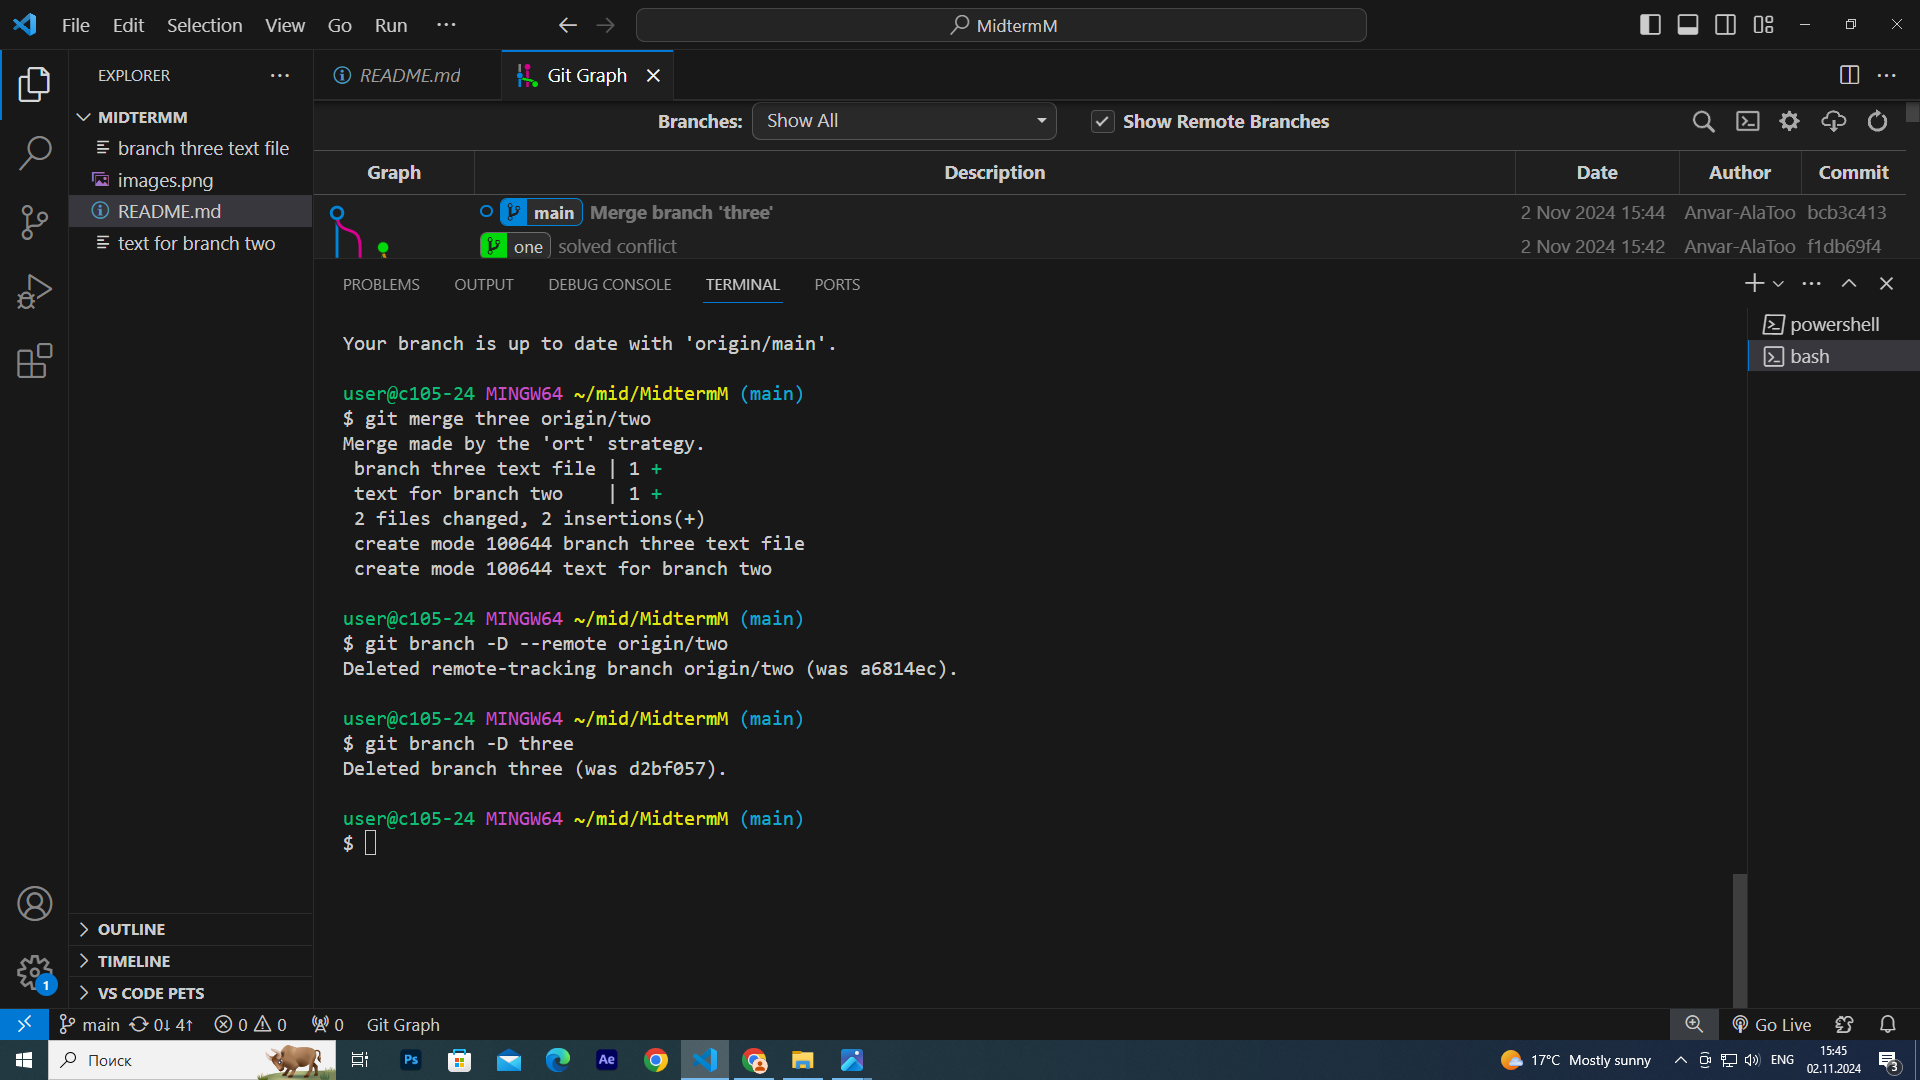 File Edit Selection View Go Run ···
MidtermM
EXPLORER
README.md
Git Graph
MIDTERMM
branch three text file
images.png
README.md
text for branch two
Branches: Show All
Show Remote Branches
Graph Description Date Author Commit
main Merge branch 'three' 2 Nov 2024 15:44 Anvar-AlaToo bcb3c413
one solved conflict 2 Nov 2024 15:42 Anvar-AlaToo f1db69f4
PROBLEMS OUTPUT DEBUG CONSOLE TERMINAL PORTS
powershell
bash
Your branch is up to date with 'origin/main'.
user@c105-24 MINGW64 ~/mid/MidtermM (main)
$ git merge three origin/two
Merge made by the 'ort' strategy.
branch three text file | 1 +
text for branch two    | 1 +
2 files changed, 2 insertions(+)
create mode 100644 branch three text file
create mode 100644 text for branch two
user@c105-24 MINGW64 ~/mid/MidtermM (main)
$ git branch -D --remote origin/two
Deleted remote-tracking branch origin/two (was a6814ec).
user@c105-24 MINGW64 ~/mid/MidtermM (main)
$ git branch -D three
Deleted branch three (was d2bf057).
user@c105-24 MINGW64 ~/mid/MidtermM (main)
$
OUTLINE
TIMELINE
VS CODE PETS
1
main 0↓ 4↑ 0 0 0 Git Graph
Go Live
Поиск
Ps
Ae
17°C Mostly sunny
ENG
15:45
02.11.2024
3